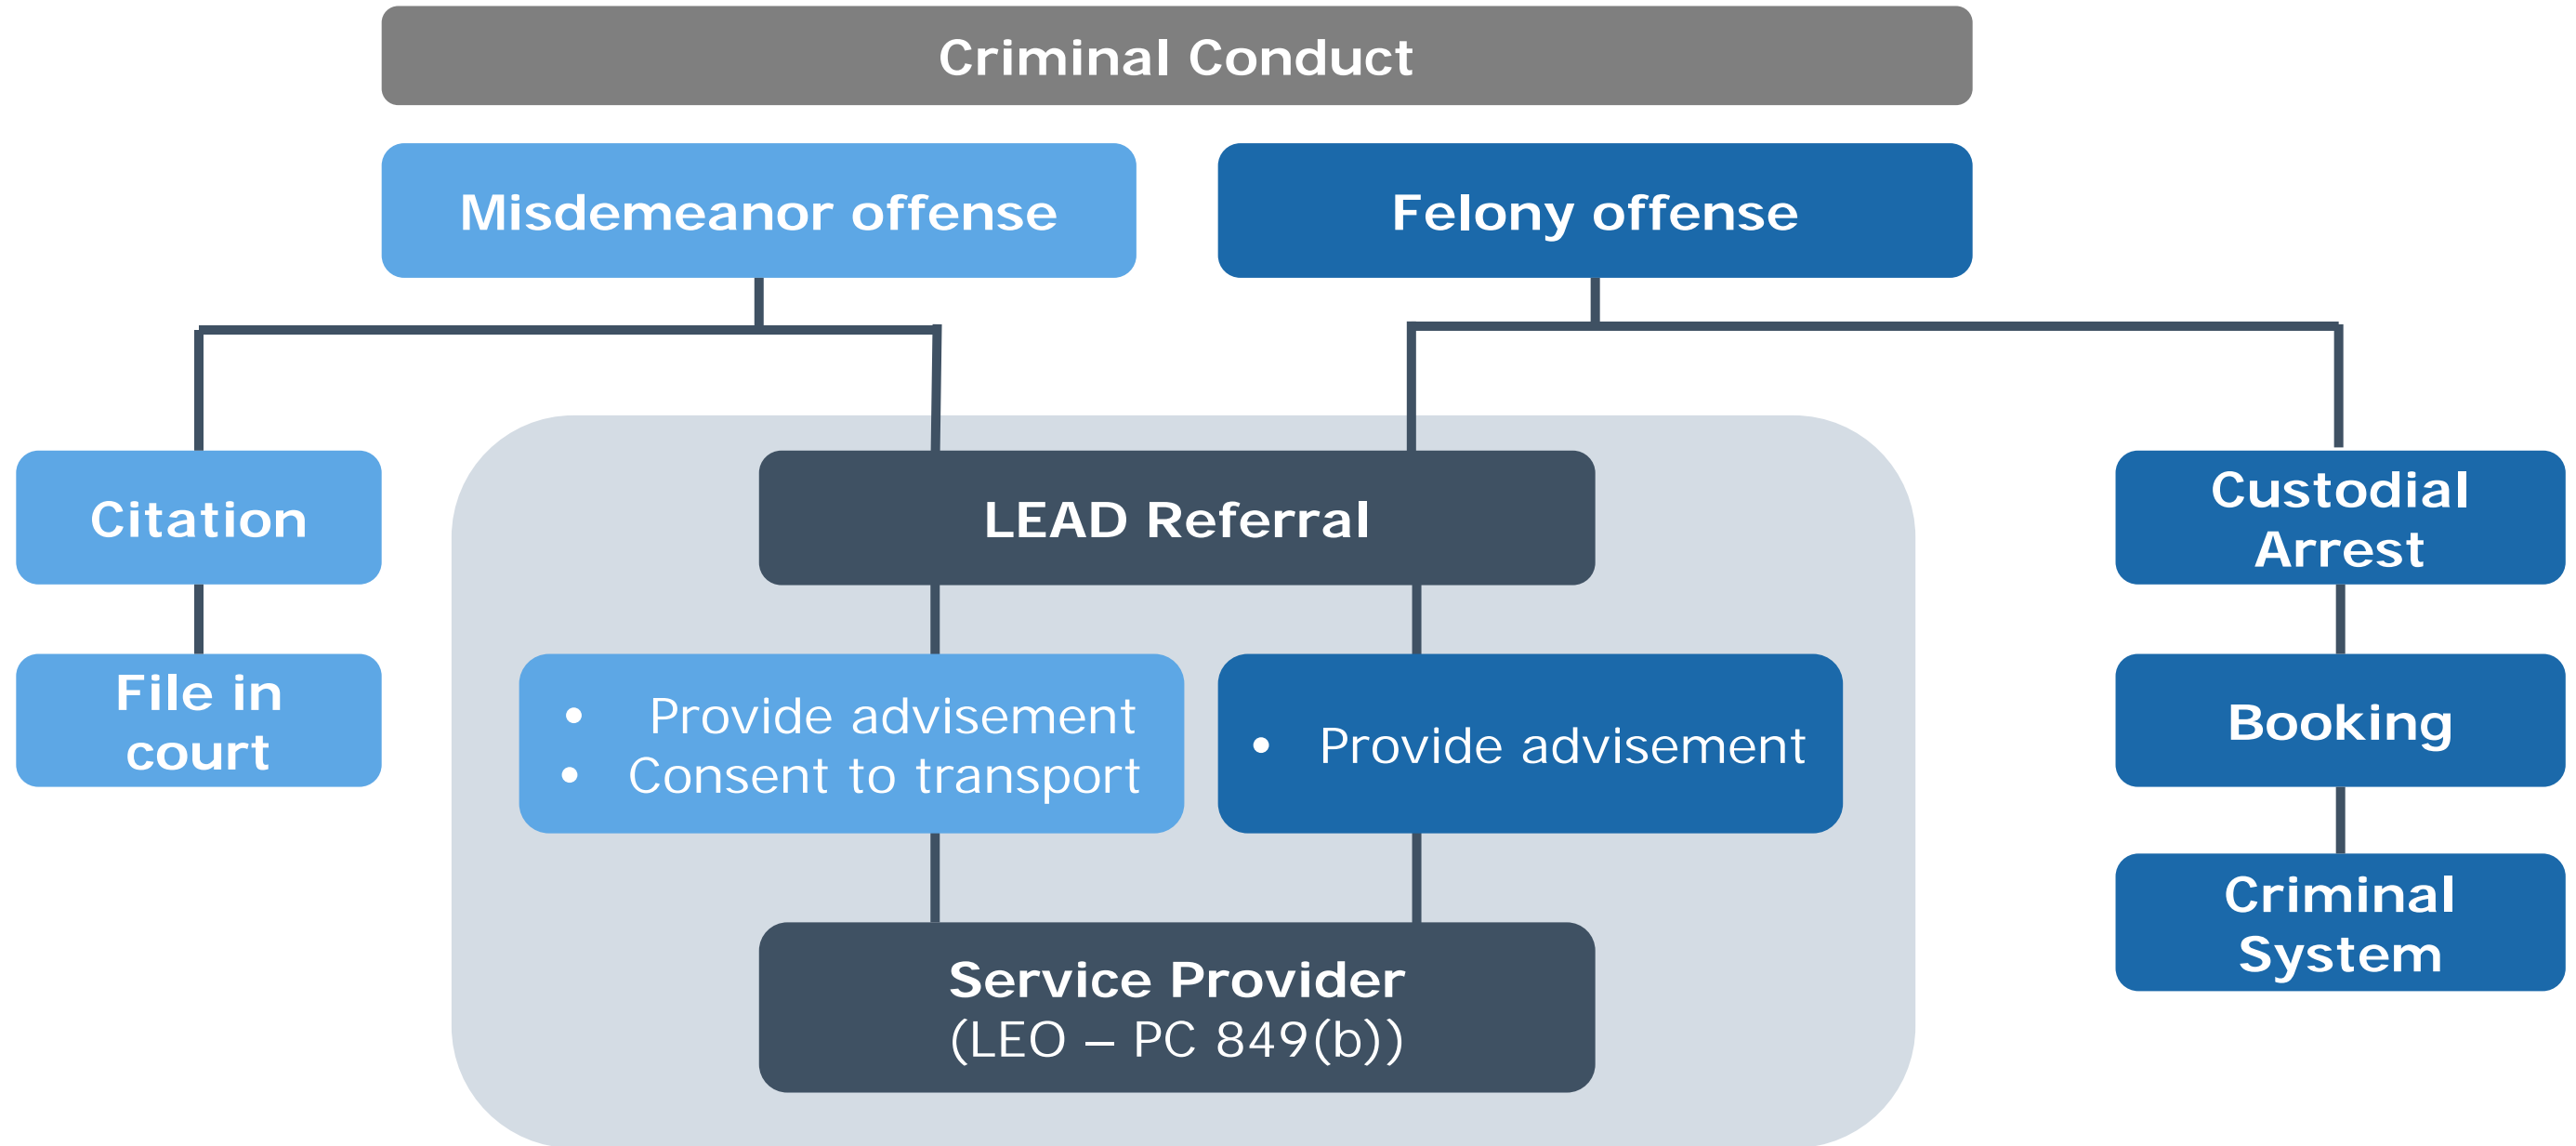 Criminal Conduct
Misdemeanor offense
Felony offense
Citation
LEAD Referral
Custodial
Arrest
File in
court
• Provide advisement
• Consent to transport
• Provide advisement
Booking
Service Provider
(LEO – PC 849(b))
Criminal
System